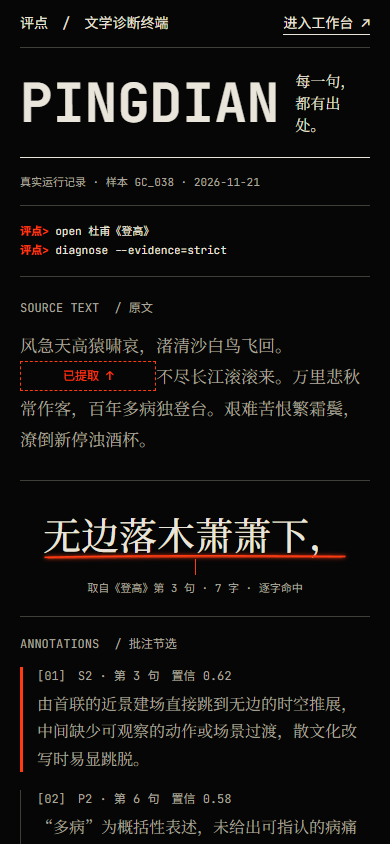 评点 / 文学诊断终端
进入工作台 ↗
PINGDIAN
每一句，
都有出
处。
真实运行记录 · 样本 GC_038 · 2026-11-21
评点> open 杜甫《登高》
评点> diagnose --evidence=strict
SOURCE TEXT / 原文
风急天高猿啸哀，渚清沙白鸟飞回。
已提取 ↑ 不尽长江滚滚来。万里悲秋
常作客，百年多病独登台。艰难苦恨繁霜鬓，
潦倒新停浊酒杯。
无边落木萧萧下，
取自《登高》第 3 句 · 7 字 · 逐字命中
ANNOTATIONS / 批注节选
[01] S2 · 第 3 句 置信 0.62
由首联的近景建场直接跳到无边的时空推展，
中间缺少可观察的动作或场景过渡，散文化改
写时易显跳脱。
[02] P2 · 第 6 句 置信 0.58
“多病”为概括性表述，未给出可指认的病痛